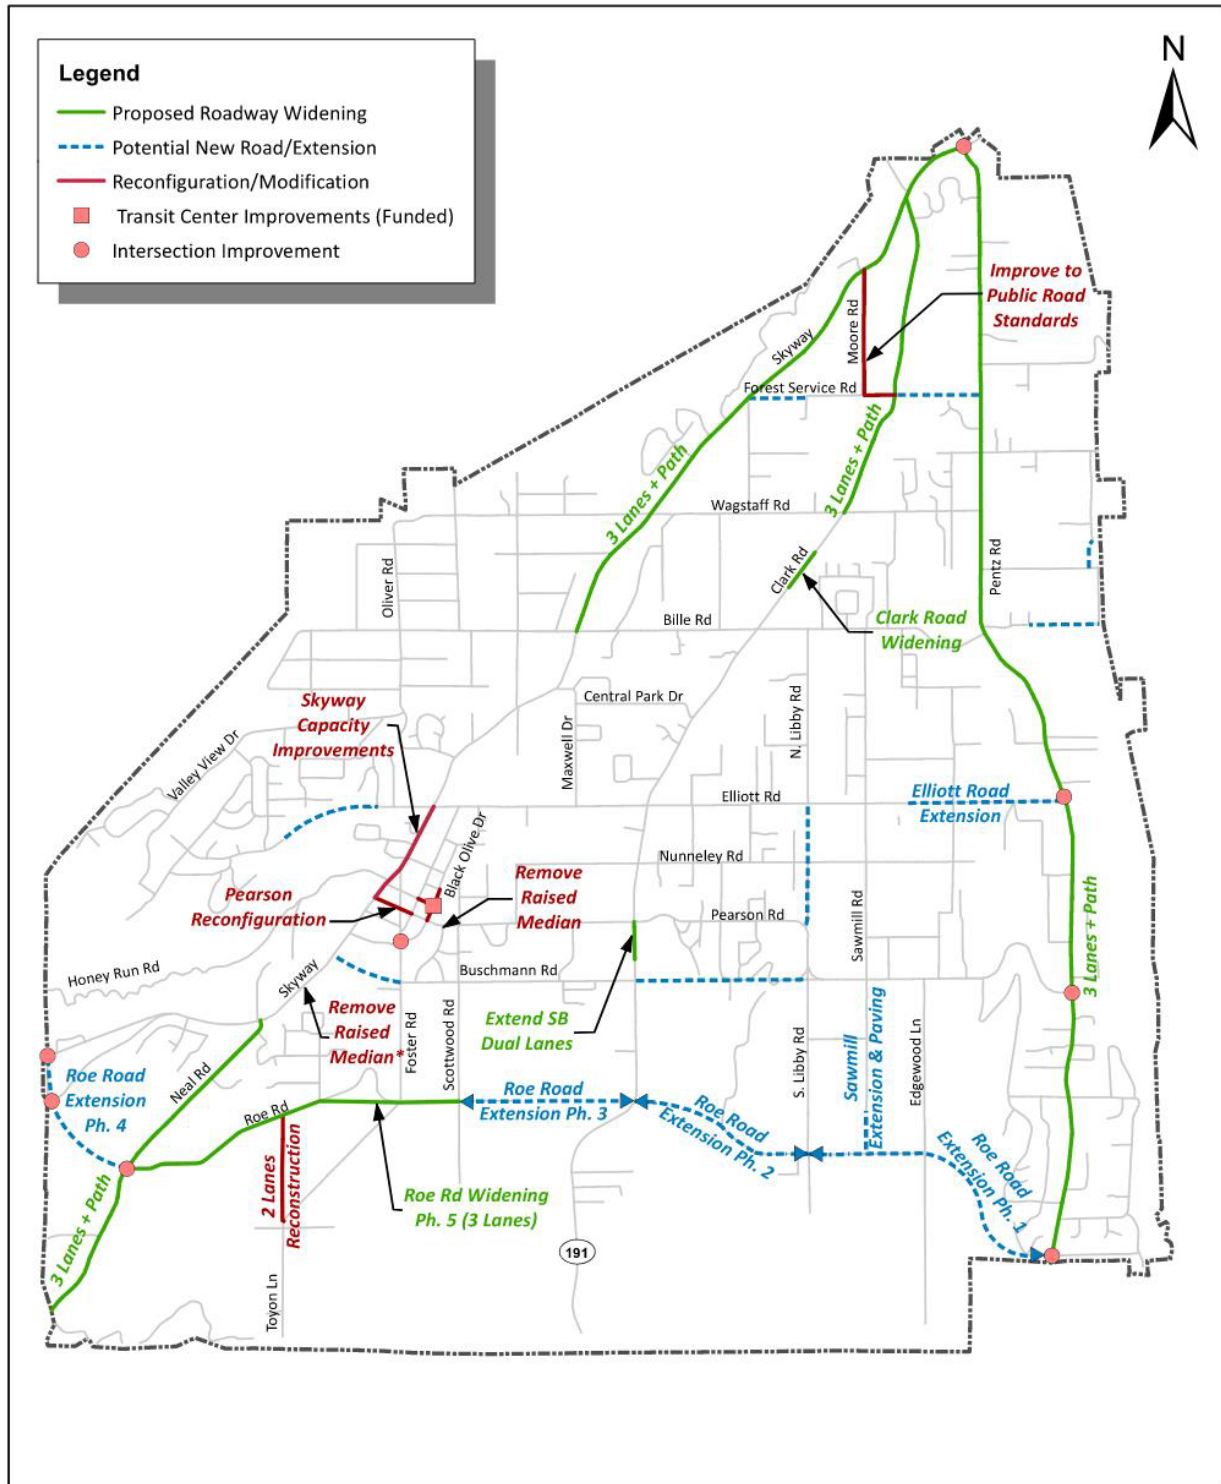 N
Legend
Proposed Roadway Widening
Potential New Road/Extension
Reconfiguration/Modification
Transit Center Improvements (Funded)
Intersection Improvement
Improve to
Public Road
Standards
Moore Rd
Skyway
Forest Service Rd
3 Lanes + Path
3 Lanes + Path
Wagstaff Rd
Clark Rd
Pentz Rd
Oliver Rd
Bille Rd
Clark Road
Widening
Central Park Dr
Skyway
Capacity
Improvements
Maxwell Dr
N. Libby Rd
Valley View Dr
Elliott Rd
Elliott Road
Extension
Black Olive Dr
Nunneley Rd
Remove
Raised
Median
Pearson
Reconfiguration
Pearson Rd
Sawmill Rd
3 Lanes + Path
Honey Run Rd
Skyway
Buschmann Rd
Remove
Raised
Median*
Extend SB
Dual Lanes
Foster Rd
Scottwood Rd
S. Libby Rd
Sawmill
Extension & Paving
Edgewood Ln
Roe Road
Extension
Ph. 4
Neal Rd
Roe Rd
Roe Road
Extension Ph. 3
Roe Road
Extension Ph. 2
Roe Road
Extension Ph. 1
2 Lanes
Reconstruction
Roe Rd Widening
Ph. 5 (3 Lanes)
3 Lanes + Path
191
Toyon Ln